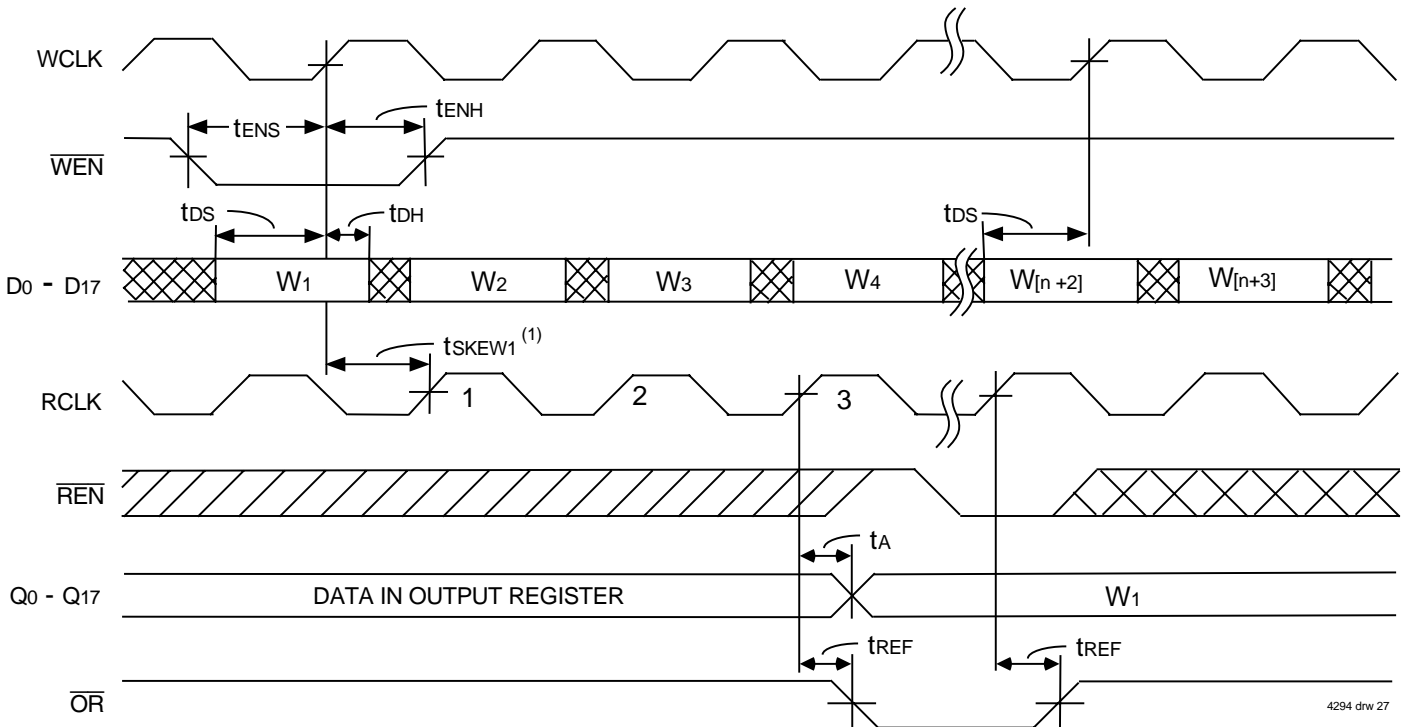 WCLK
tENH
tENS
WEN
tDS
tDH
tDS
D0 - D17
W1
W2
W3
W4
W[n +2]
W[n+3]
tSKEW1 (1)
RCLK
1
2
3
REN
tA
Q0 - Q17
DATA IN OUTPUT REGISTER
W1
tREF
tREF
OR
4294 drw 27